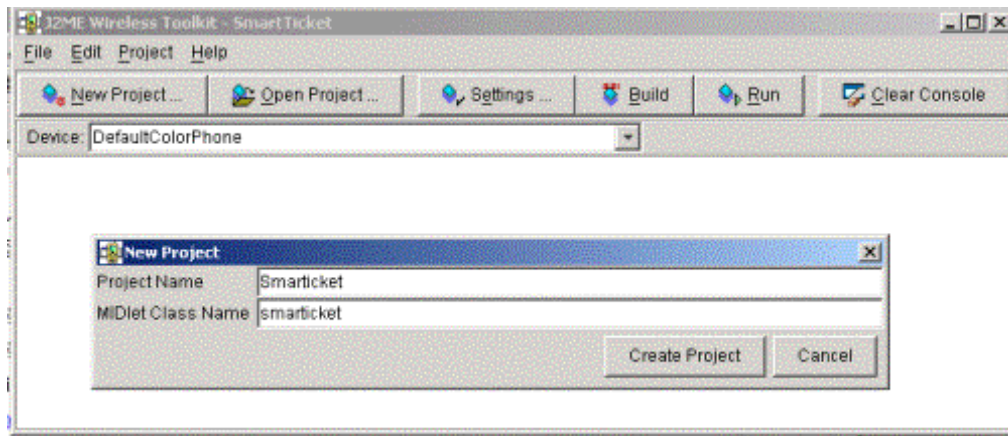 J2ME Wireless Toolkit - SmartTicket
File Edit Project Help
New Project ... Open Project ... Settings ... Build Run Clear Console
Device: DefaultColorPhone
New Project
Project Name Smarticket
MIDlet Class Name smarticket
Create Project Cancel